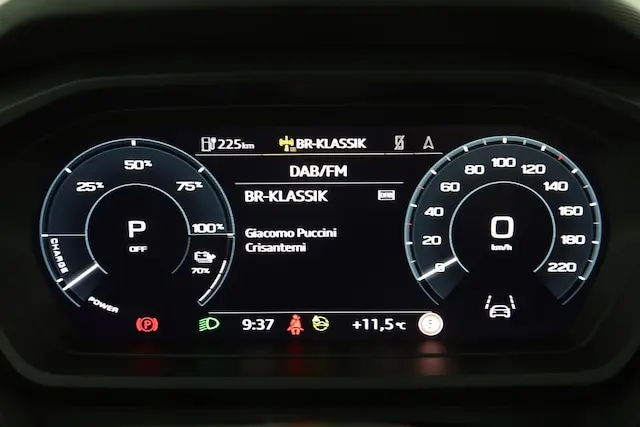 225km BR-KLASSIK
DAB/FM
BR-KLASSIK
Giacomo Puccini
Crisantemi
25% 50% 75% 100%
P
OFF
CHARGE
POWER
70%
0 20 40 60 80 100 120 140 160 180 220
0
km/h
P 9:37 +11,5°C